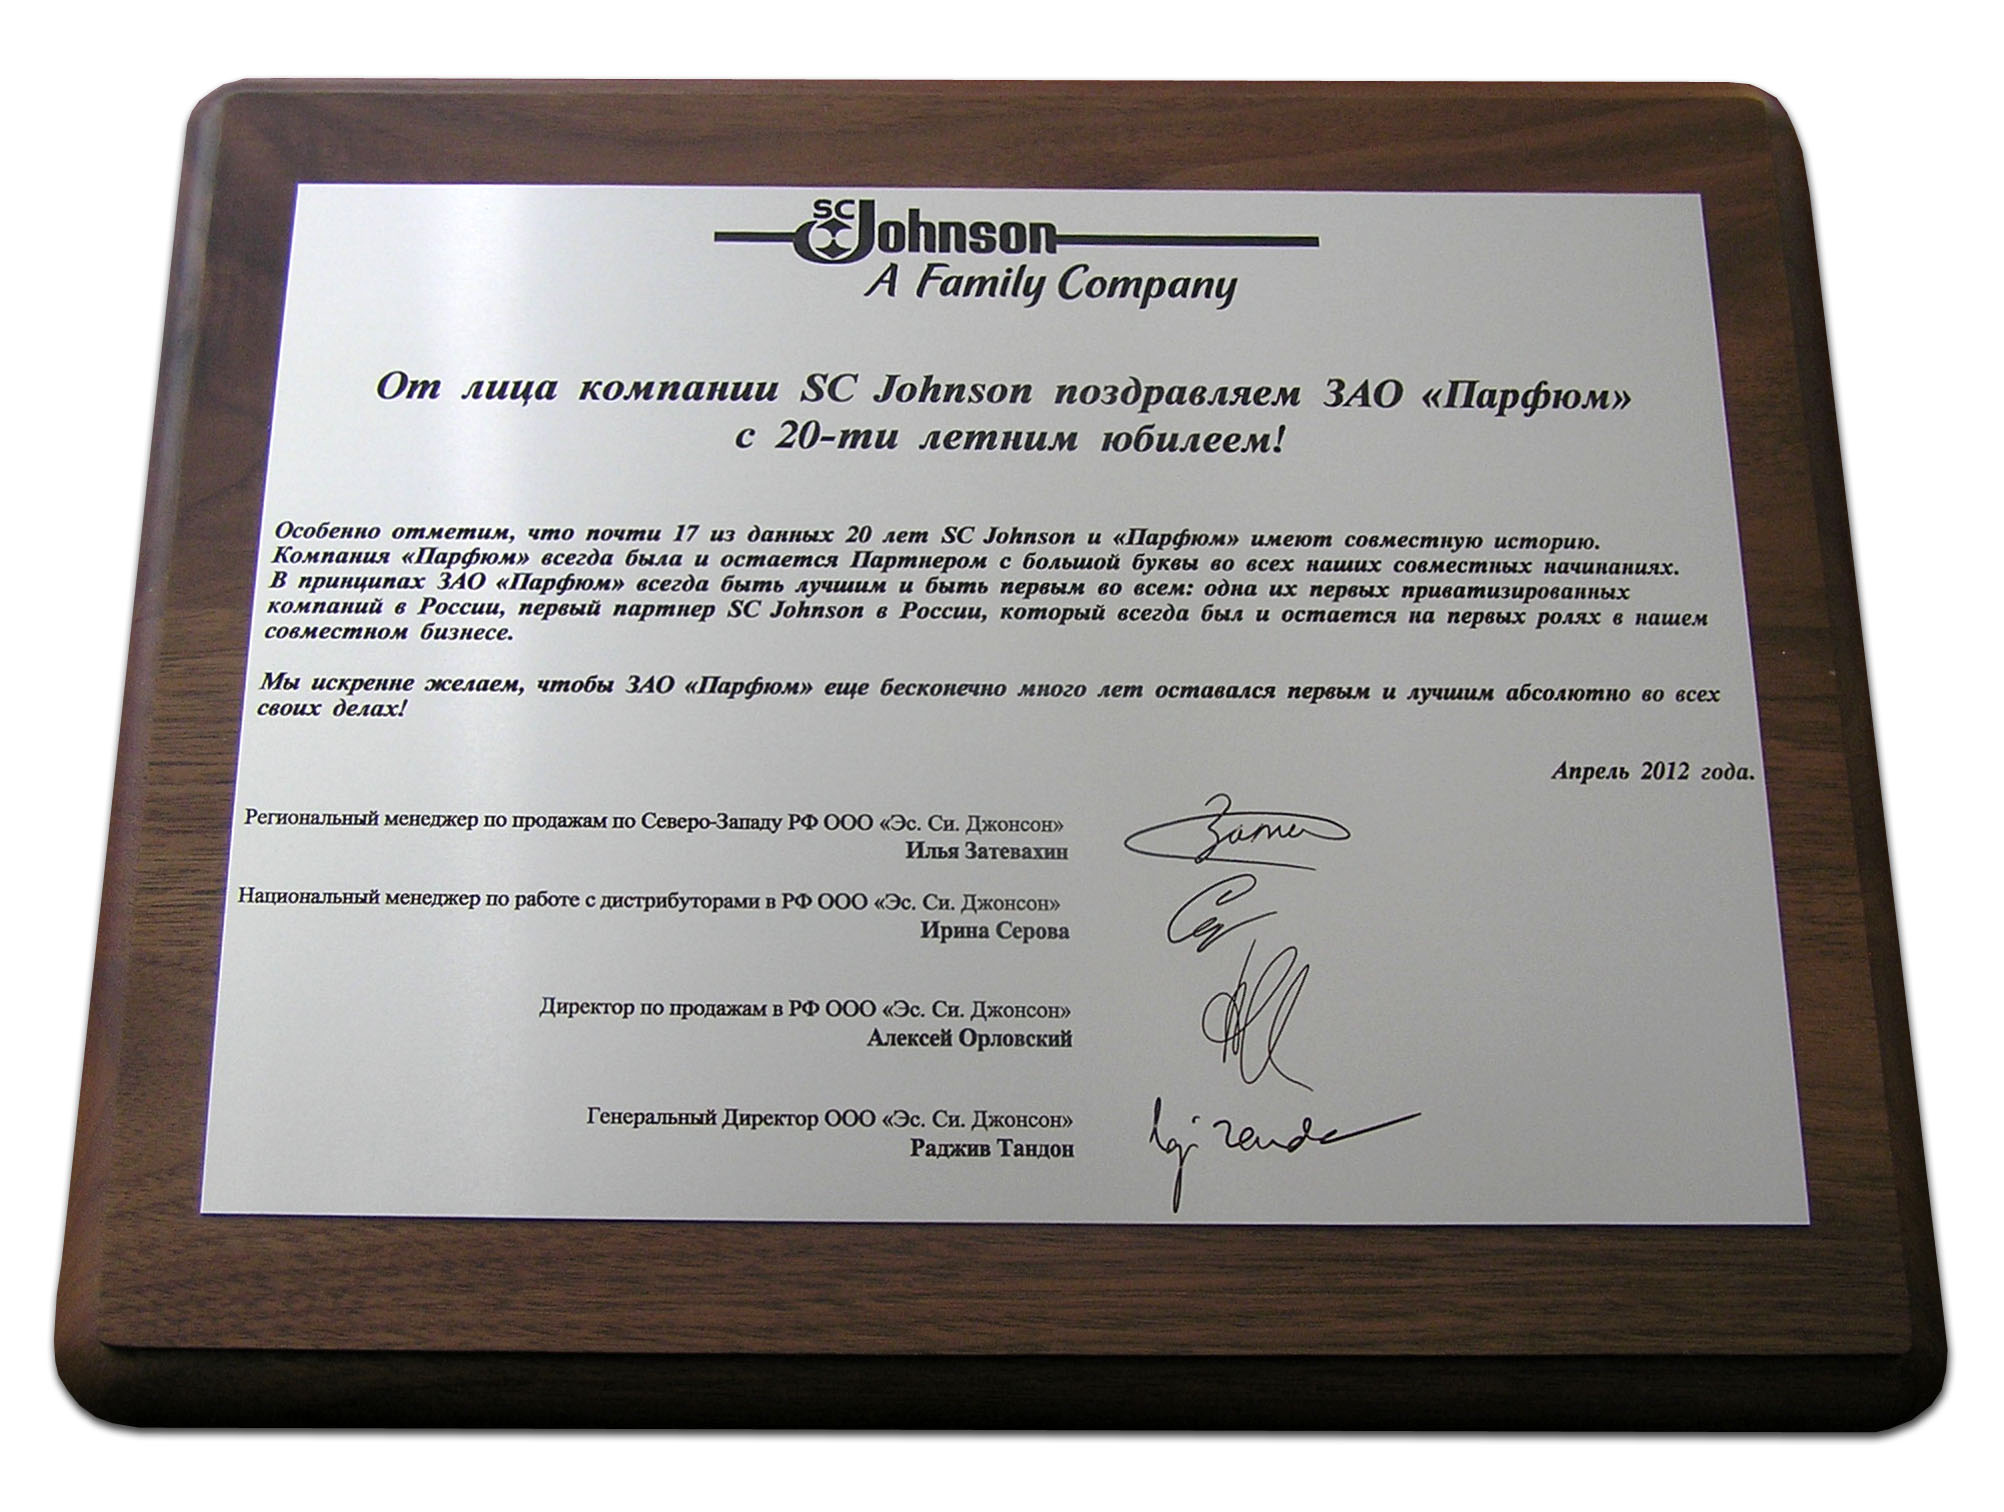 SC Johnson
A Family Company
От лица компании SC Johnson поздравляем ЗАО «Парфюм»
с 20-ти летним юбилеем!
Особенно отметим, что почти 17 из данных 20 лет SC Johnson и «Парфюм» имеют совместную историю.
Компания «Парфюм» всегда была и остается Партнером с большой буквы во всех наших совместных начинаниях.
В принципах ЗАО «Парфюм» всегда быть лучшим и быть первым во всем: одна их первых приватизированных
компаний в России, первый партнер SC Johnson в России, который всегда был и остается на первых ролях в нашем
совместном бизнесе.
Мы искренне желаем, чтобы ЗАО «Парфюм» еще бесконечно много лет оставался первым и лучшим абсолютно во всех
своих делах!
Апрель 2012 года.
Региональный менеджер по продажам по Северо-Западу РФ ООО «Эс. Си. Джонсон»
Илья Затевахин
Национальный менеджер по работе с дистрибуторами в РФ ООО «Эс. Си. Джонсон»
Ирина Серова
Директор по продажам в РФ ООО «Эс. Си. Джонсон»
Алексей Орловский
Генеральный Директор ООО «Эс. Си. Джонсон»
Раджив Тандон